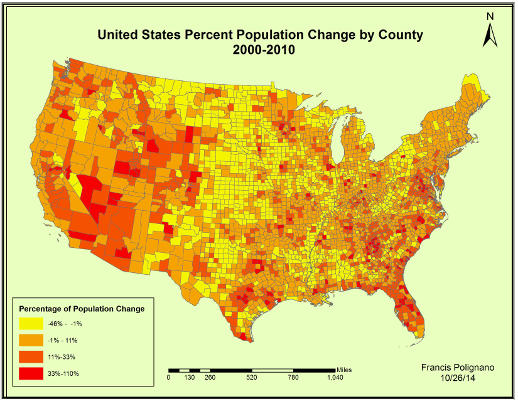 United States Percent Population Change by County
2000-2010
N
Percentage of Population Change
-46% - -1%
-1% - 11%
11%-33%
33%-110%
0 130 260 520 780 1,040
Miles
Francis Polignano
10/26/14